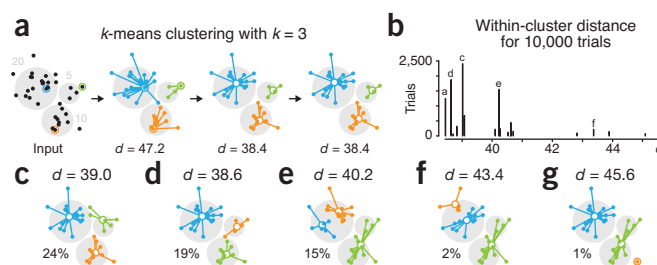 a
k-means clustering with k = 3
20
5
10
Input
d = 47.2
d = 38.4
d = 38.4
b
Within-cluster distance
for 10,000 trials
2,500
Trials
0
a
d
c
e
f
40
42
44
c
d = 39.0
24%
d
d = 38.6
19%
e
d = 40.2
15%
f
d = 43.4
2%
g
d = 45.6
1%